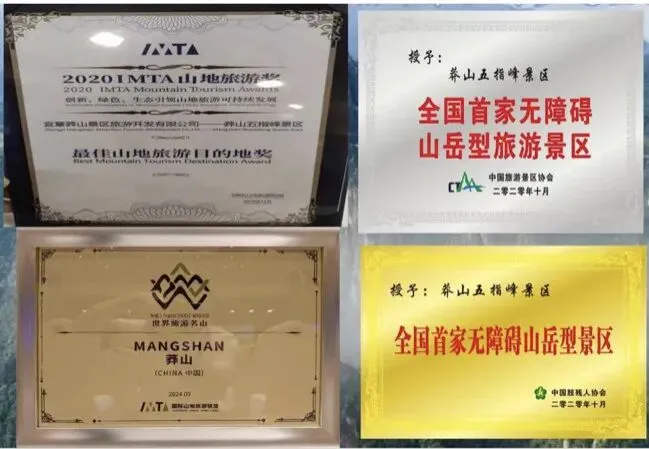 IMTA
2020 IMTA山地旅游奖
2020 IMTA Mountain Tourism Awards
创新、绿色、生态引领山地旅游可持续发展
宜章莽山景区旅游开发有限公司——莽山五指峰景区
最佳山地旅游目的地奖
Best Mountain Tourism Destination Award
授予：
莽山五指峰景区
全国首家无障碍
山岳型旅游景区
中国旅游景区协会
二零二零年十月
世界旅游名山
MANGSHAN
莽山
(CHINA 中国)
2024.09
IMTA 国际山地旅游联盟
授予：莽山五指峰景区
全国首家无障碍山岳型景区
中国肢残人协会
二零二零年十月